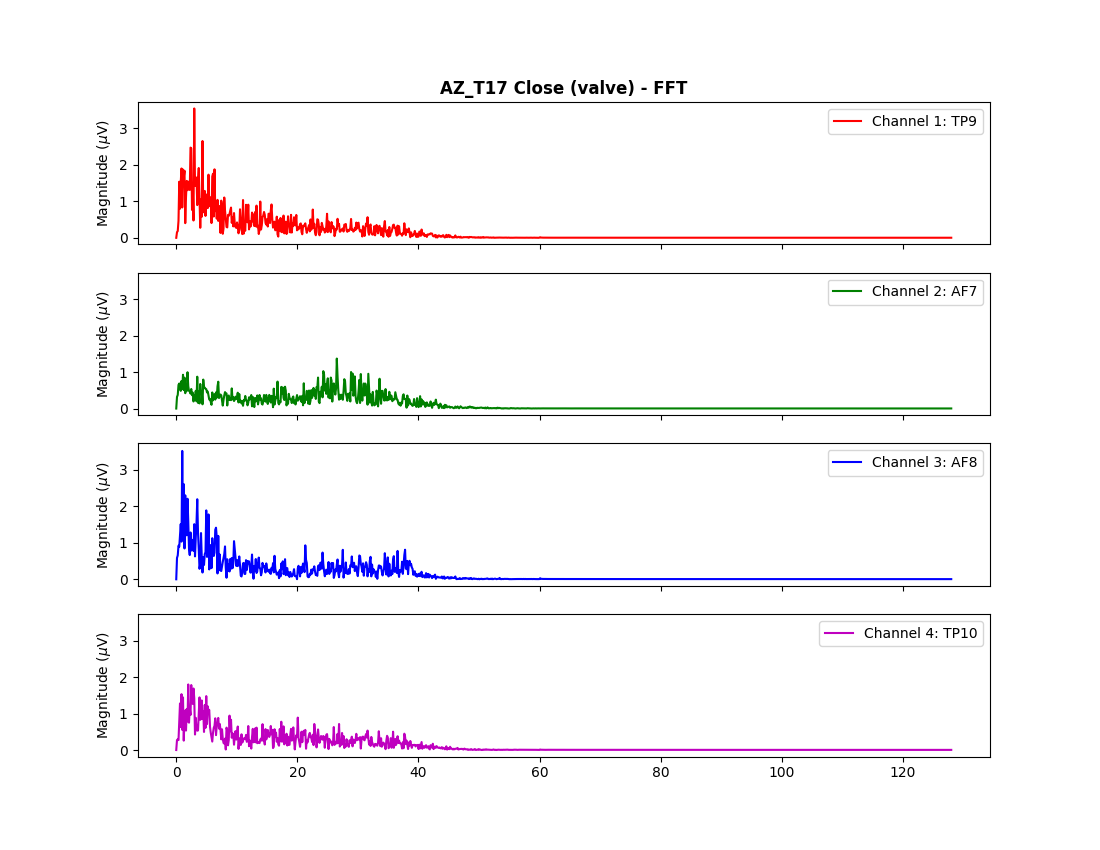 AZ_T17 Close (valve) - FFT
Magnitude (μV)
3
2
1
0
Channel 1: TP9
Magnitude (μV)
3
2
1
0
Channel 2: AF7
Magnitude (μV)
3
2
1
0
Channel 3: AF8
Magnitude (μV)
3
2
1
0
Channel 4: TP10
0 20 40 60 80 100 120